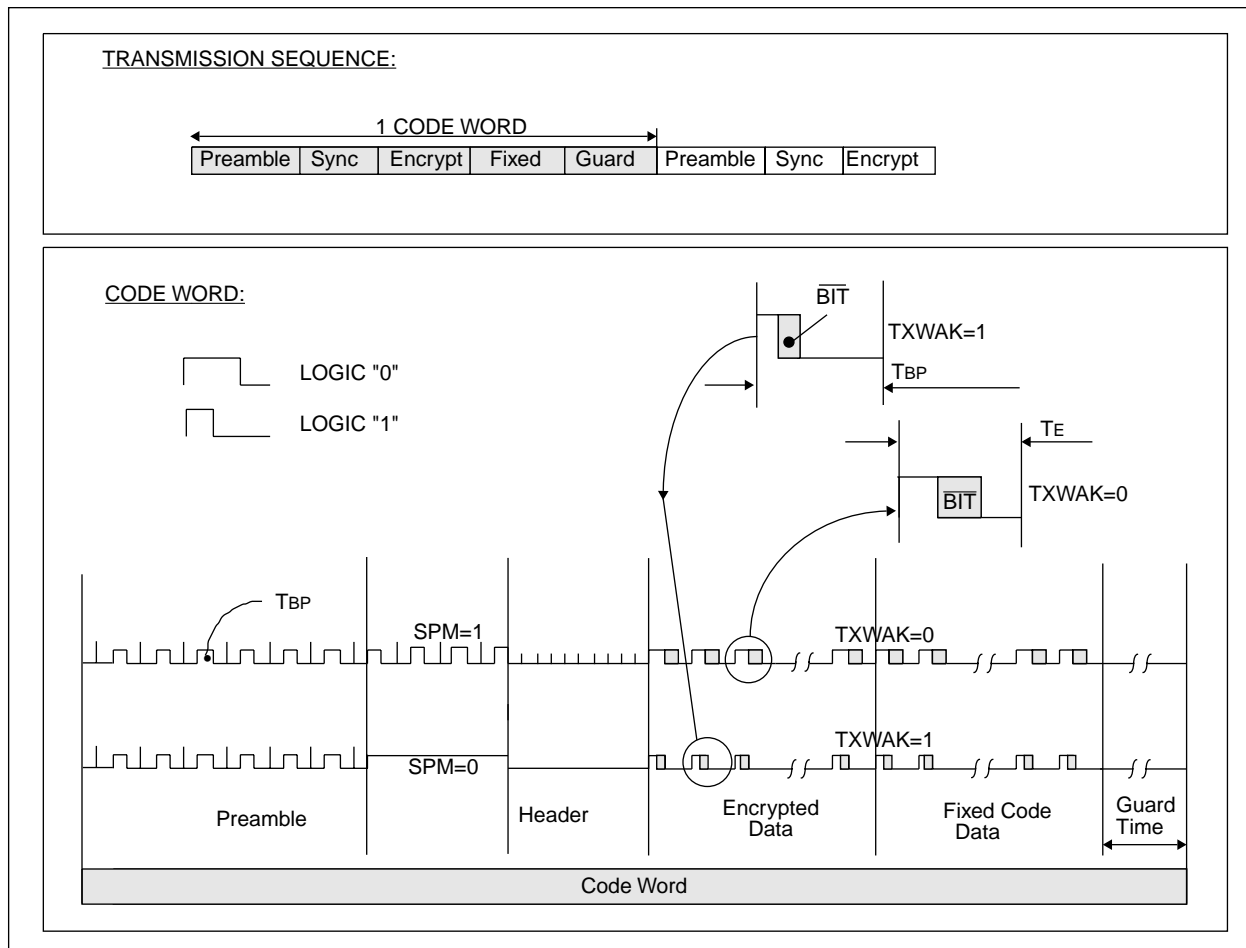 TRANSMISSION SEQUENCE:
1 CODE WORD
Preamble Sync Encrypt Fixed Guard Preamble Sync Encrypt
CODE WORD:
BIT
TXWAK=1
LOGIC "0"
TBP
LOGIC "1"
TE
BIT
TXWAK=0
TBP
SPM=1
TXWAK=0
TXWAK=1
SPM=0
Preamble
Header
Encrypted
Data
Fixed Code
Data
Guard
Time
Code Word